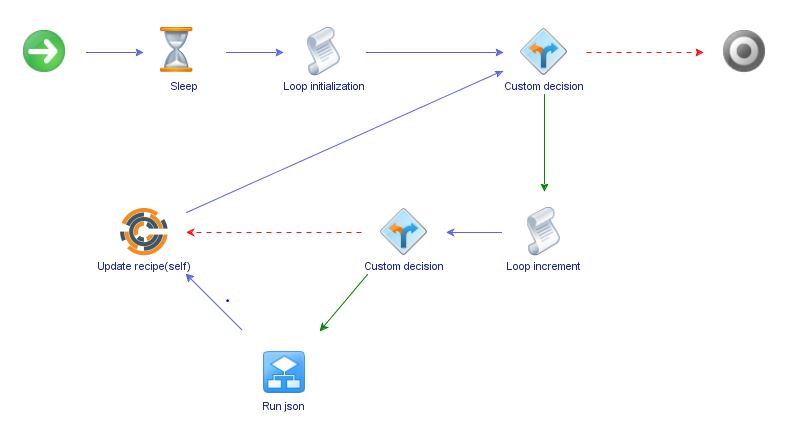 Sleep
Loop initialization
Custom decision
Update recipe(self)
Custom decision
Loop increment
Run json